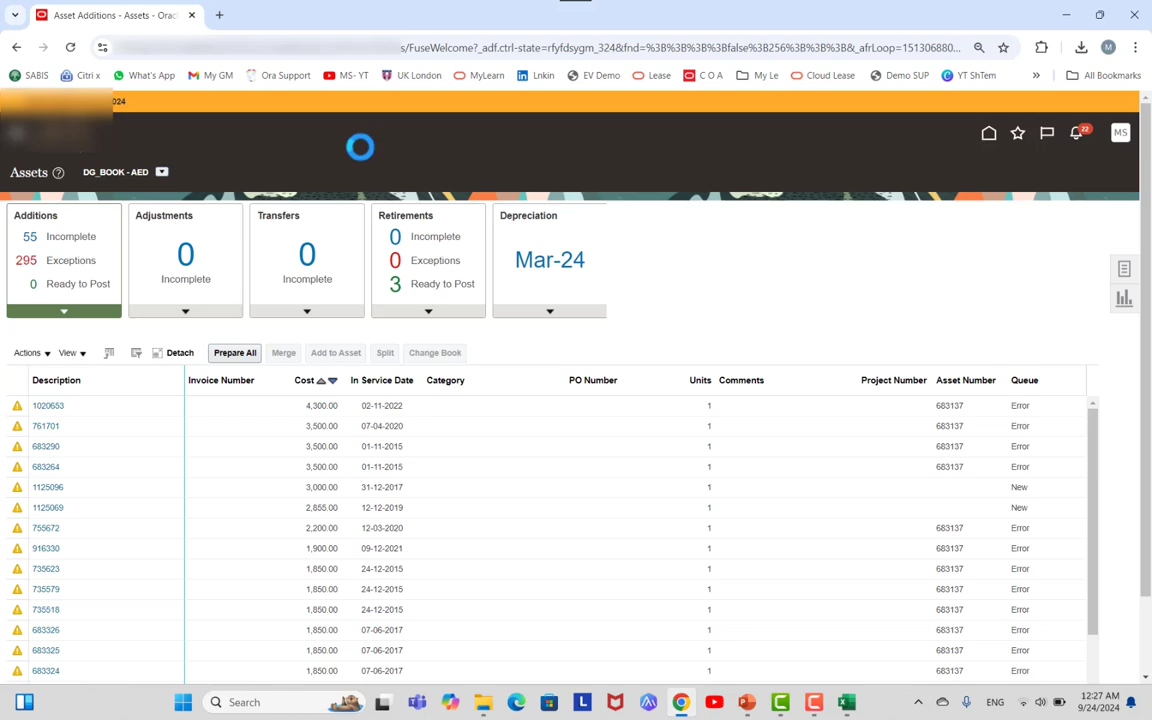 Asset Additions - Assets - Orac
s/FuseWelcome?_adf.ctrl-state=rfyfdsygm_324&fnd=%3B%3B%3B%3Bfalse%3B256%3B%3B%3B&_afrLoop=151306880...
M
SABIS Citri x What's App My GM Ora Support MS- YT UK London MyLearn Lnkin EV Demo Lease C O A My Le Cloud Lease Demo SUP YT ShTem » All Bookmarks
024
22 MS
Assets ? DG_BOOK - AED
Additions Adjustments Transfers Retirements Depreciation
55 Incomplete 0 Incomplete
295 Exceptions 0 0 0 Exceptions Mar-24
0 Ready to Post Incomplete Incomplete 3 Ready to Post
Actions View Detach Prepare All Merge Add to Asset Split Change Book
Description Invoice Number Cost In Service Date Category PO Number Units Comments Project Number Asset Number Queue
1020653 4,300.00 02-11-2022 1 683137 Error
761701 3,500.00 07-04-2020 1 683137 Error
683290 3,500.00 01-11-2015 1 683137 Error
683264 3,500.00 01-11-2015 1 683137 Error
1125096 3,000.00 31-12-2017 1 New
1125069 2,855.00 12-12-2019 1 New
755672 2,200.00 12-03-2020 1 683137 Error
916330 1,900.00 09-12-2021 1 683137 Error
735623 1,850.00 24-12-2015 1 683137 Error
735579 1,850.00 24-12-2015 1 683137 Error
735518 1,850.00 24-12-2015 1 683137 Error
683326 1,850.00 07-06-2017 1 683137 Error
683325 1,850.00 07-06-2017 1 683137 Error
683324 1,850.00 07-06-2017 1 683137 Error
Search ENG 12:27 AM
9/24/2024